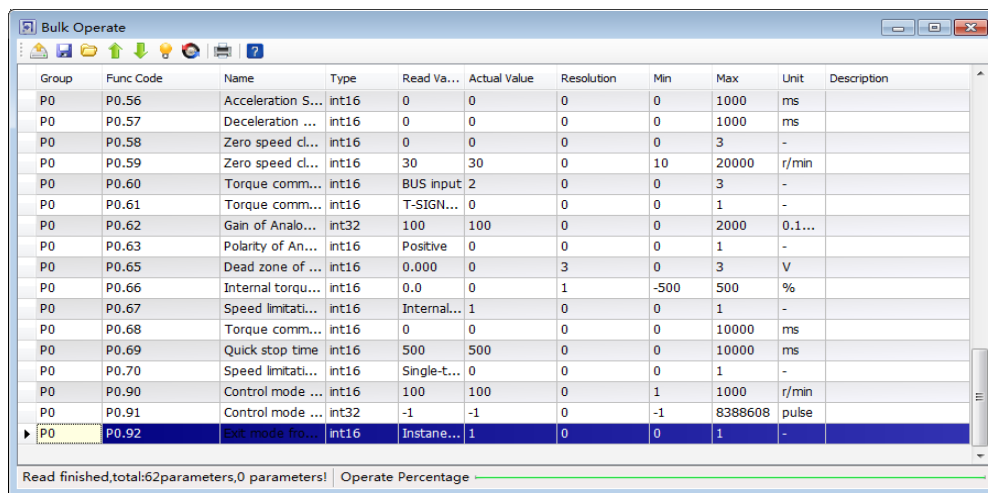 Bulk Operate
Group Func Code Name Type Read Va... Actual Value Resolution Min Max Unit Description
P0 P0.56 Acceleration S... int16 0 0 0 0 1000 ms
P0 P0.57 Deceleration ... int16 0 0 0 0 1000 ms
P0 P0.58 Zero speed cl... int16 0 0 0 0 3 -
P0 P0.59 Zero speed cl... int16 30 30 0 10 20000 r/min
P0 P0.60 Torque comm... int16 BUS input 2 0 0 3 -
P0 P0.61 Torque comm... int16 T-SIGN... 0 0 0 1 -
P0 P0.62 Gain of Analo... int32 100 100 0 0 2000 0.1...
P0 P0.63 Polarity of An... int16 Positive 0 0 0 1 -
P0 P0.65 Dead zone of ... int16 0.000 0 3 0 3 V
P0 P0.66 Internal torqu... int16 0.0 0 1 -500 500 %
P0 P0.67 Speed limitati... int16 Internal... 1 0 0 1 -
P0 P0.68 Torque comm... int16 0 0 0 0 10000 ms
P0 P0.69 Quick stop time int16 500 500 0 0 10000 ms
P0 P0.70 Speed limitati... int16 Single-t... 0 0 0 1 -
P0 P0.90 Control mode ... int16 100 100 0 1 1000 r/min
P0 P0.91 Control mode ... int32 -1 -1 0 -1 8388608 pulse
P0 P0.92 Exit mode fro... int16 Instane... 1 0 0 1 -
Read finished,total:62parameters,0 parameters! Operate Percentage